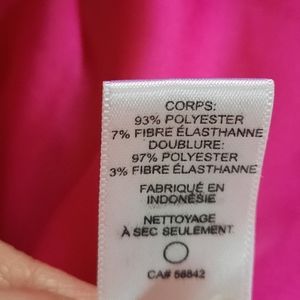 CORPS:
93% POLYESTER
7% FIBRE ÉLASTHANNE
DOUBLURE:
97% POLYESTER
3% FIBRE ÉLASTHANNE
FABRIQUÉ EN
INDONÉSIE
NETTOYAGE
À SEC SEULEMENT
CA# 56842